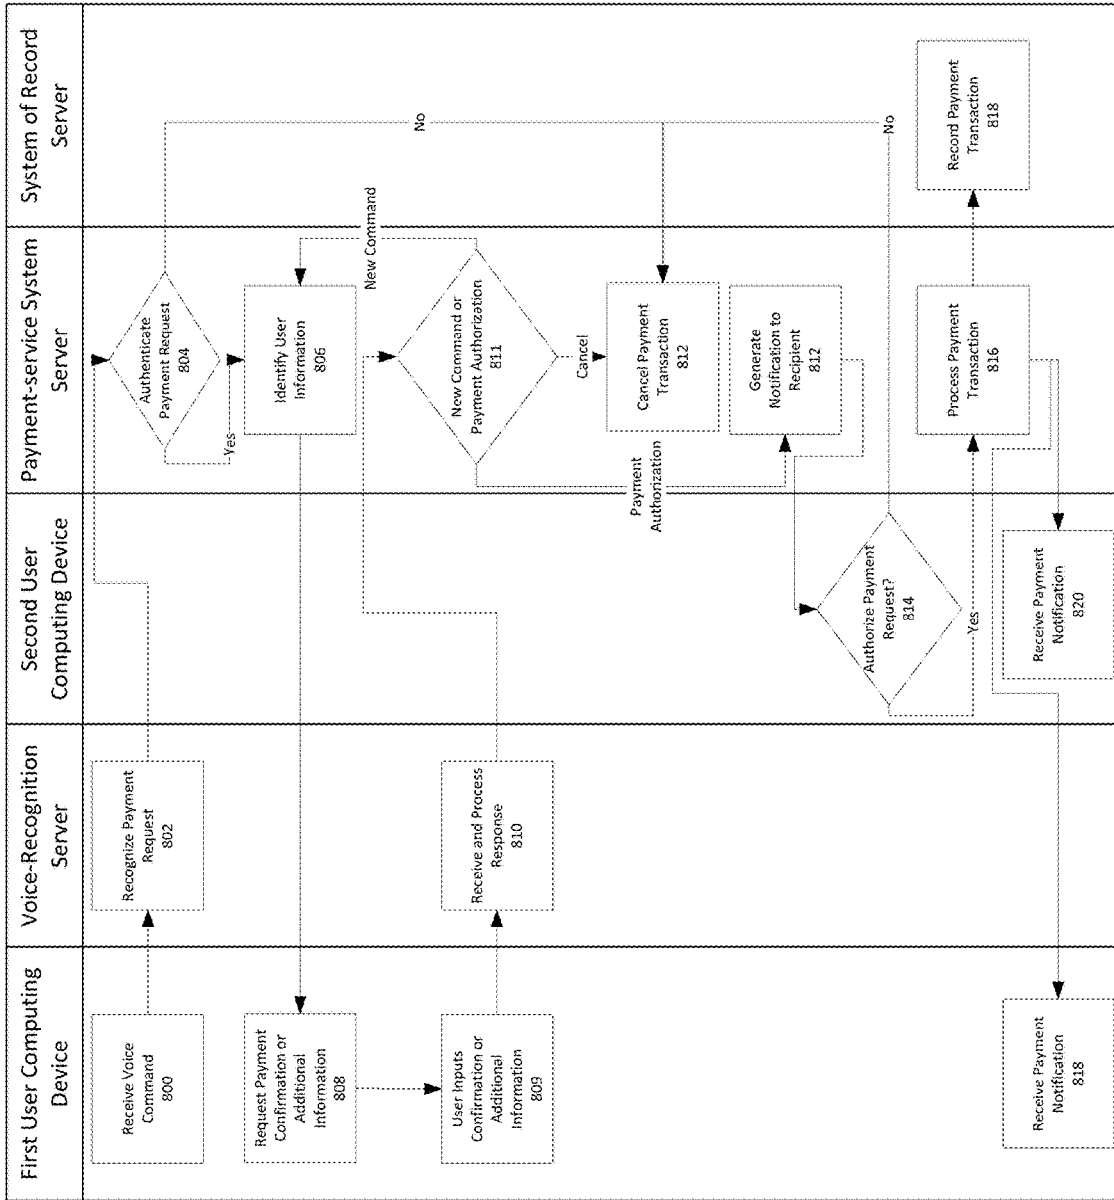 First User Computing
Device
Voice-Recognition
Server
Second User
Computing Device
Payment-service System
Server
System of Record
Server
Receive Voice
Command
800
Recognize Payment
Request
802
Authenticate
Payment Request
804
Yes
No
Identify User
Information
806
Request Payment
Confirmation or
Additional
Information
808
User Inputs
Confirmation or
Additional
Information
809
Receive and Process
Response
810
New Command or
Payment Authorization
811
New Command
Cancel
Payment
Authorization
Cancel Payment
Transaction
812
Generate
Notification to
Recipient
812
Authorize Payment
Request?
814
No
Yes
Process Payment
Transaction
816
Record Payment
Transaction
818
Receive Payment
Notification
820
Receive Payment
Notification
818